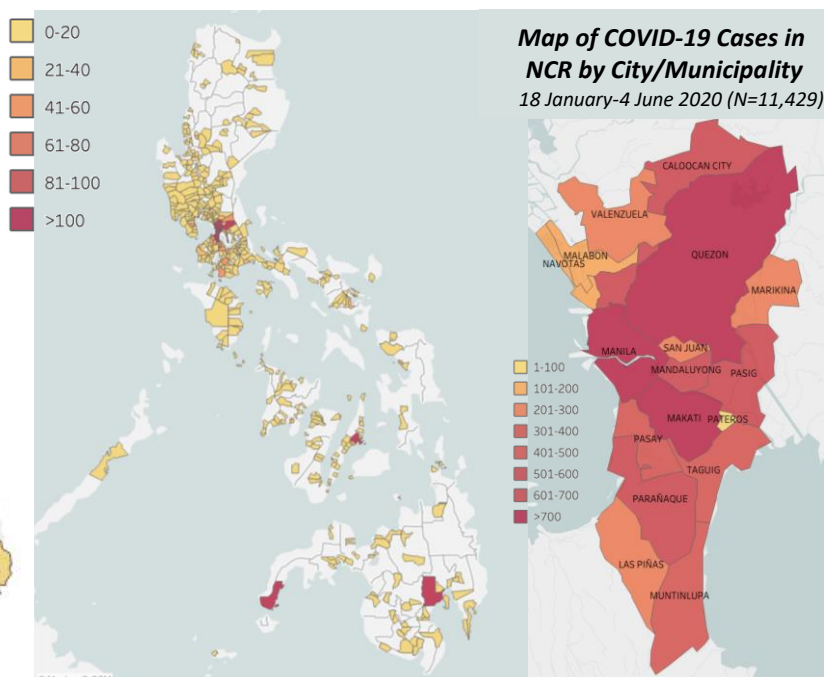 0-20
21-40
41-60
61-80
81-100
>100
Map of COVID-19 Cases in
NCR by City/Municipality
18 January-4 June 2020 (N=11,429)
CALOOCAN CITY
VALENZUELA
MALABON
NAVOTAS
QUEZON
MARIKINA
MANILA
SAN JUAN
MANDALUYONG
PASIG
MAKATI
PATEROS
PASAY
TAGUIG
PARAÑAQUE
LAS PIÑAS
MUNTINLUPA
1-100
101-200
201-300
301-400
401-500
501-600
601-700
>700